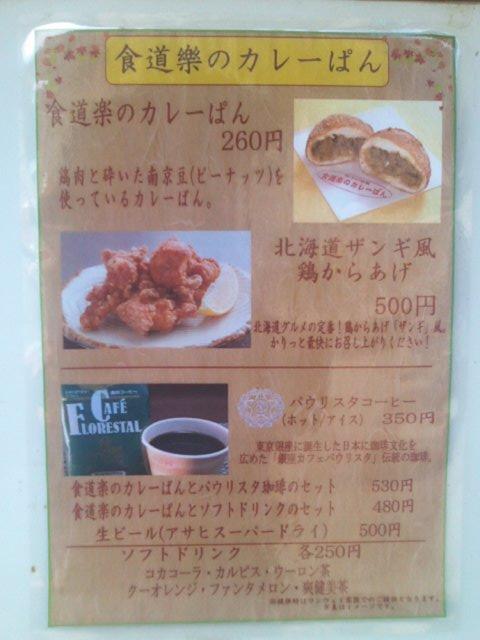 食道樂のカレーぱん
食道楽のカレーぱん
260円
鶏肉と砕いた南京豆(ピーナッツ)を
使っているカレーぱん。
食道楽のカレーぱん
北海道ザンギ風
鶏からあげ
500円
北海道グルメの定番!鶏からあげ『ザンギ』風。
かりっと豪快にお召し上がりください!
CAFÉ
FLORESTAL
パウリスタコーヒー
(ホット/アイス) 350円
東京銀座に誕生した日本に珈琲文化を
広めた「銀座カフェパウリスタ」伝統の珈琲。
食道楽のカレーぱんとパウリスタ珈琲のセット 530円
食道楽のカレーぱんとソフトドリンクのセット 480円
生ビール(アサヒスーパードライ) 500円
ソフトドリンク 各250円
コカコーラ・カルピス・ウーロン茶
クーオレンジ・ファンタメロン・爽健美茶
写真はイメージです。